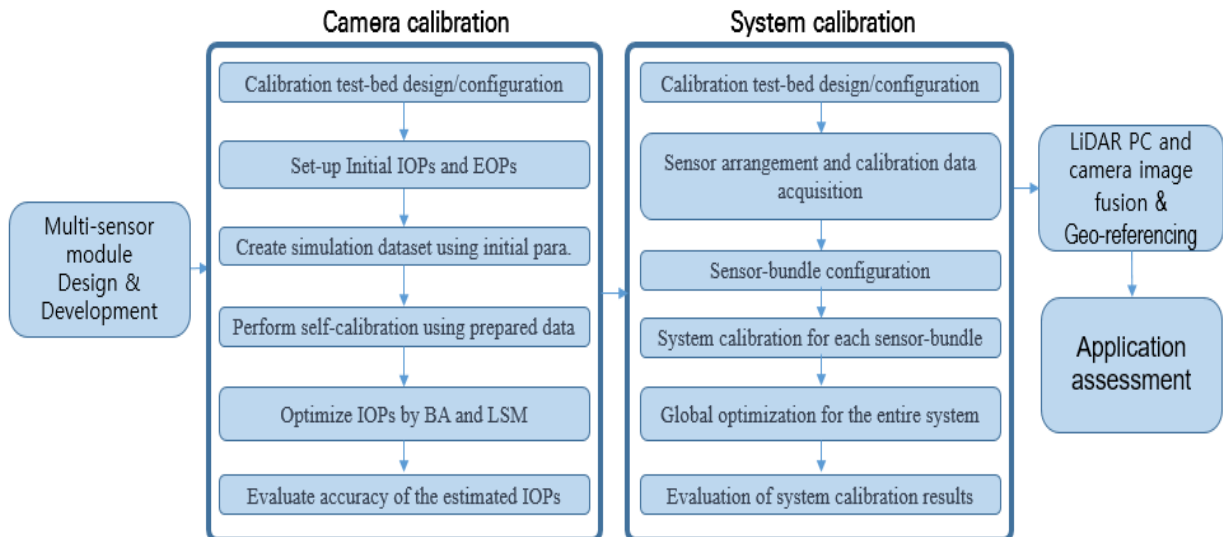 Multi-sensor
module
Design &
Development
Camera calibration
Calibration test-bed design/configuration
Set-up Initial IOPs and EOPs
Create simulation dataset using initial para.
Perform self-calibration using prepared data
Optimize IOPs by BA and LSM
Evaluate accuracy of the estimated IOPs
System calibration
Calibration test-bed design/configuration
Sensor arrangement and calibration data
acquisition
Sensor-bundle configuration
System calibration for each sensor-bundle
Global optimization for the entire system
Evaluation of system calibration results
LiDAR PC and
camera image
fusion &
Geo-referencing
Application
assessment